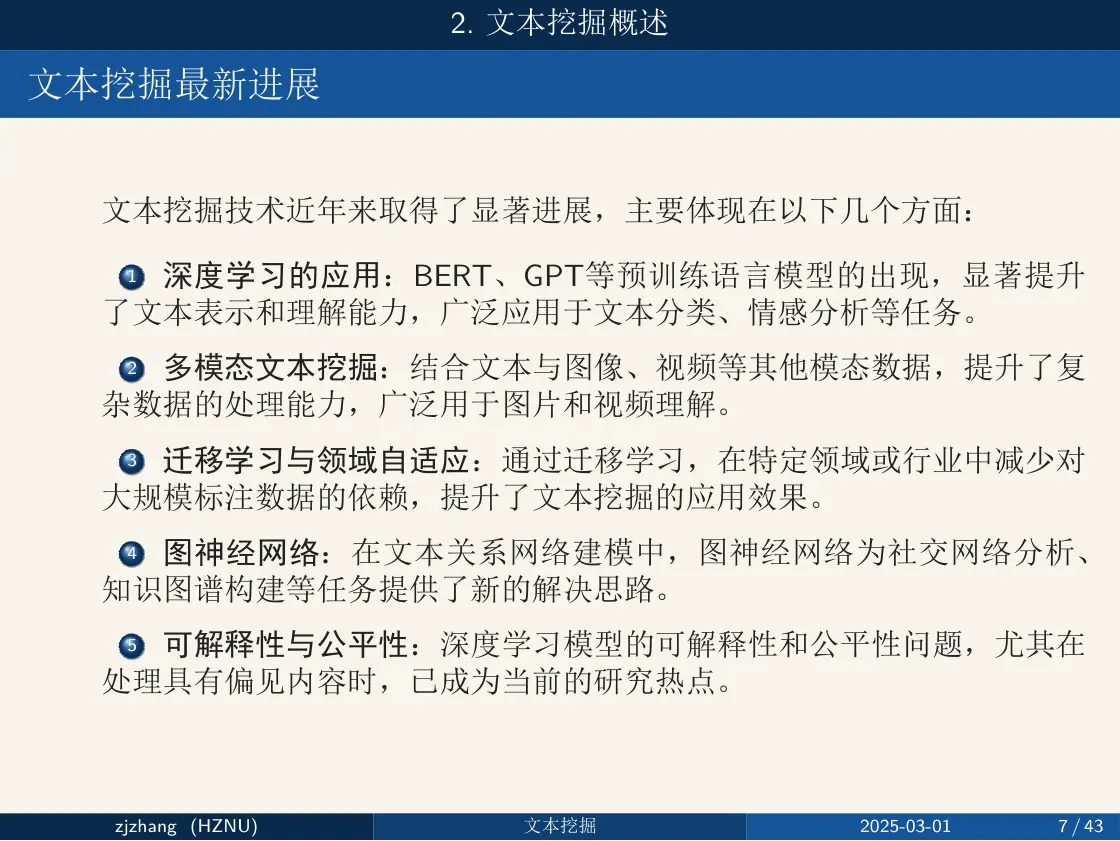 2. 文本挖掘概述
文本挖掘最新进展
文本挖掘技术近年来取得了显著进展，主要体现在以下几个方面：
1 深度学习的应用：BERT、GPT等预训练语言模型的出现，显著提升
了文本表示和理解能力，广泛应用于文本分类、情感分析等任务。
2 多模态文本挖掘：结合文本与图像、视频等其他模态数据，提升了复
杂数据的处理能力，广泛用于图片和视频理解。
3 迁移学习与领域自适应：通过迁移学习，在特定领域或行业中减少对
大规模标注数据的依赖，提升了文本挖掘的应用效果。
4 图神经网络：在文本关系网络建模中，图神经网络为社交网络分析、
知识图谱构建等任务提供了新的解决思路。
5 可解释性与公平性：深度学习模型的可解释性和公平性问题，尤其在
处理具有偏见内容时，已成为当前的研究热点。
zjzhang (HZNU) 文本挖掘 2025-03-01 7 / 43